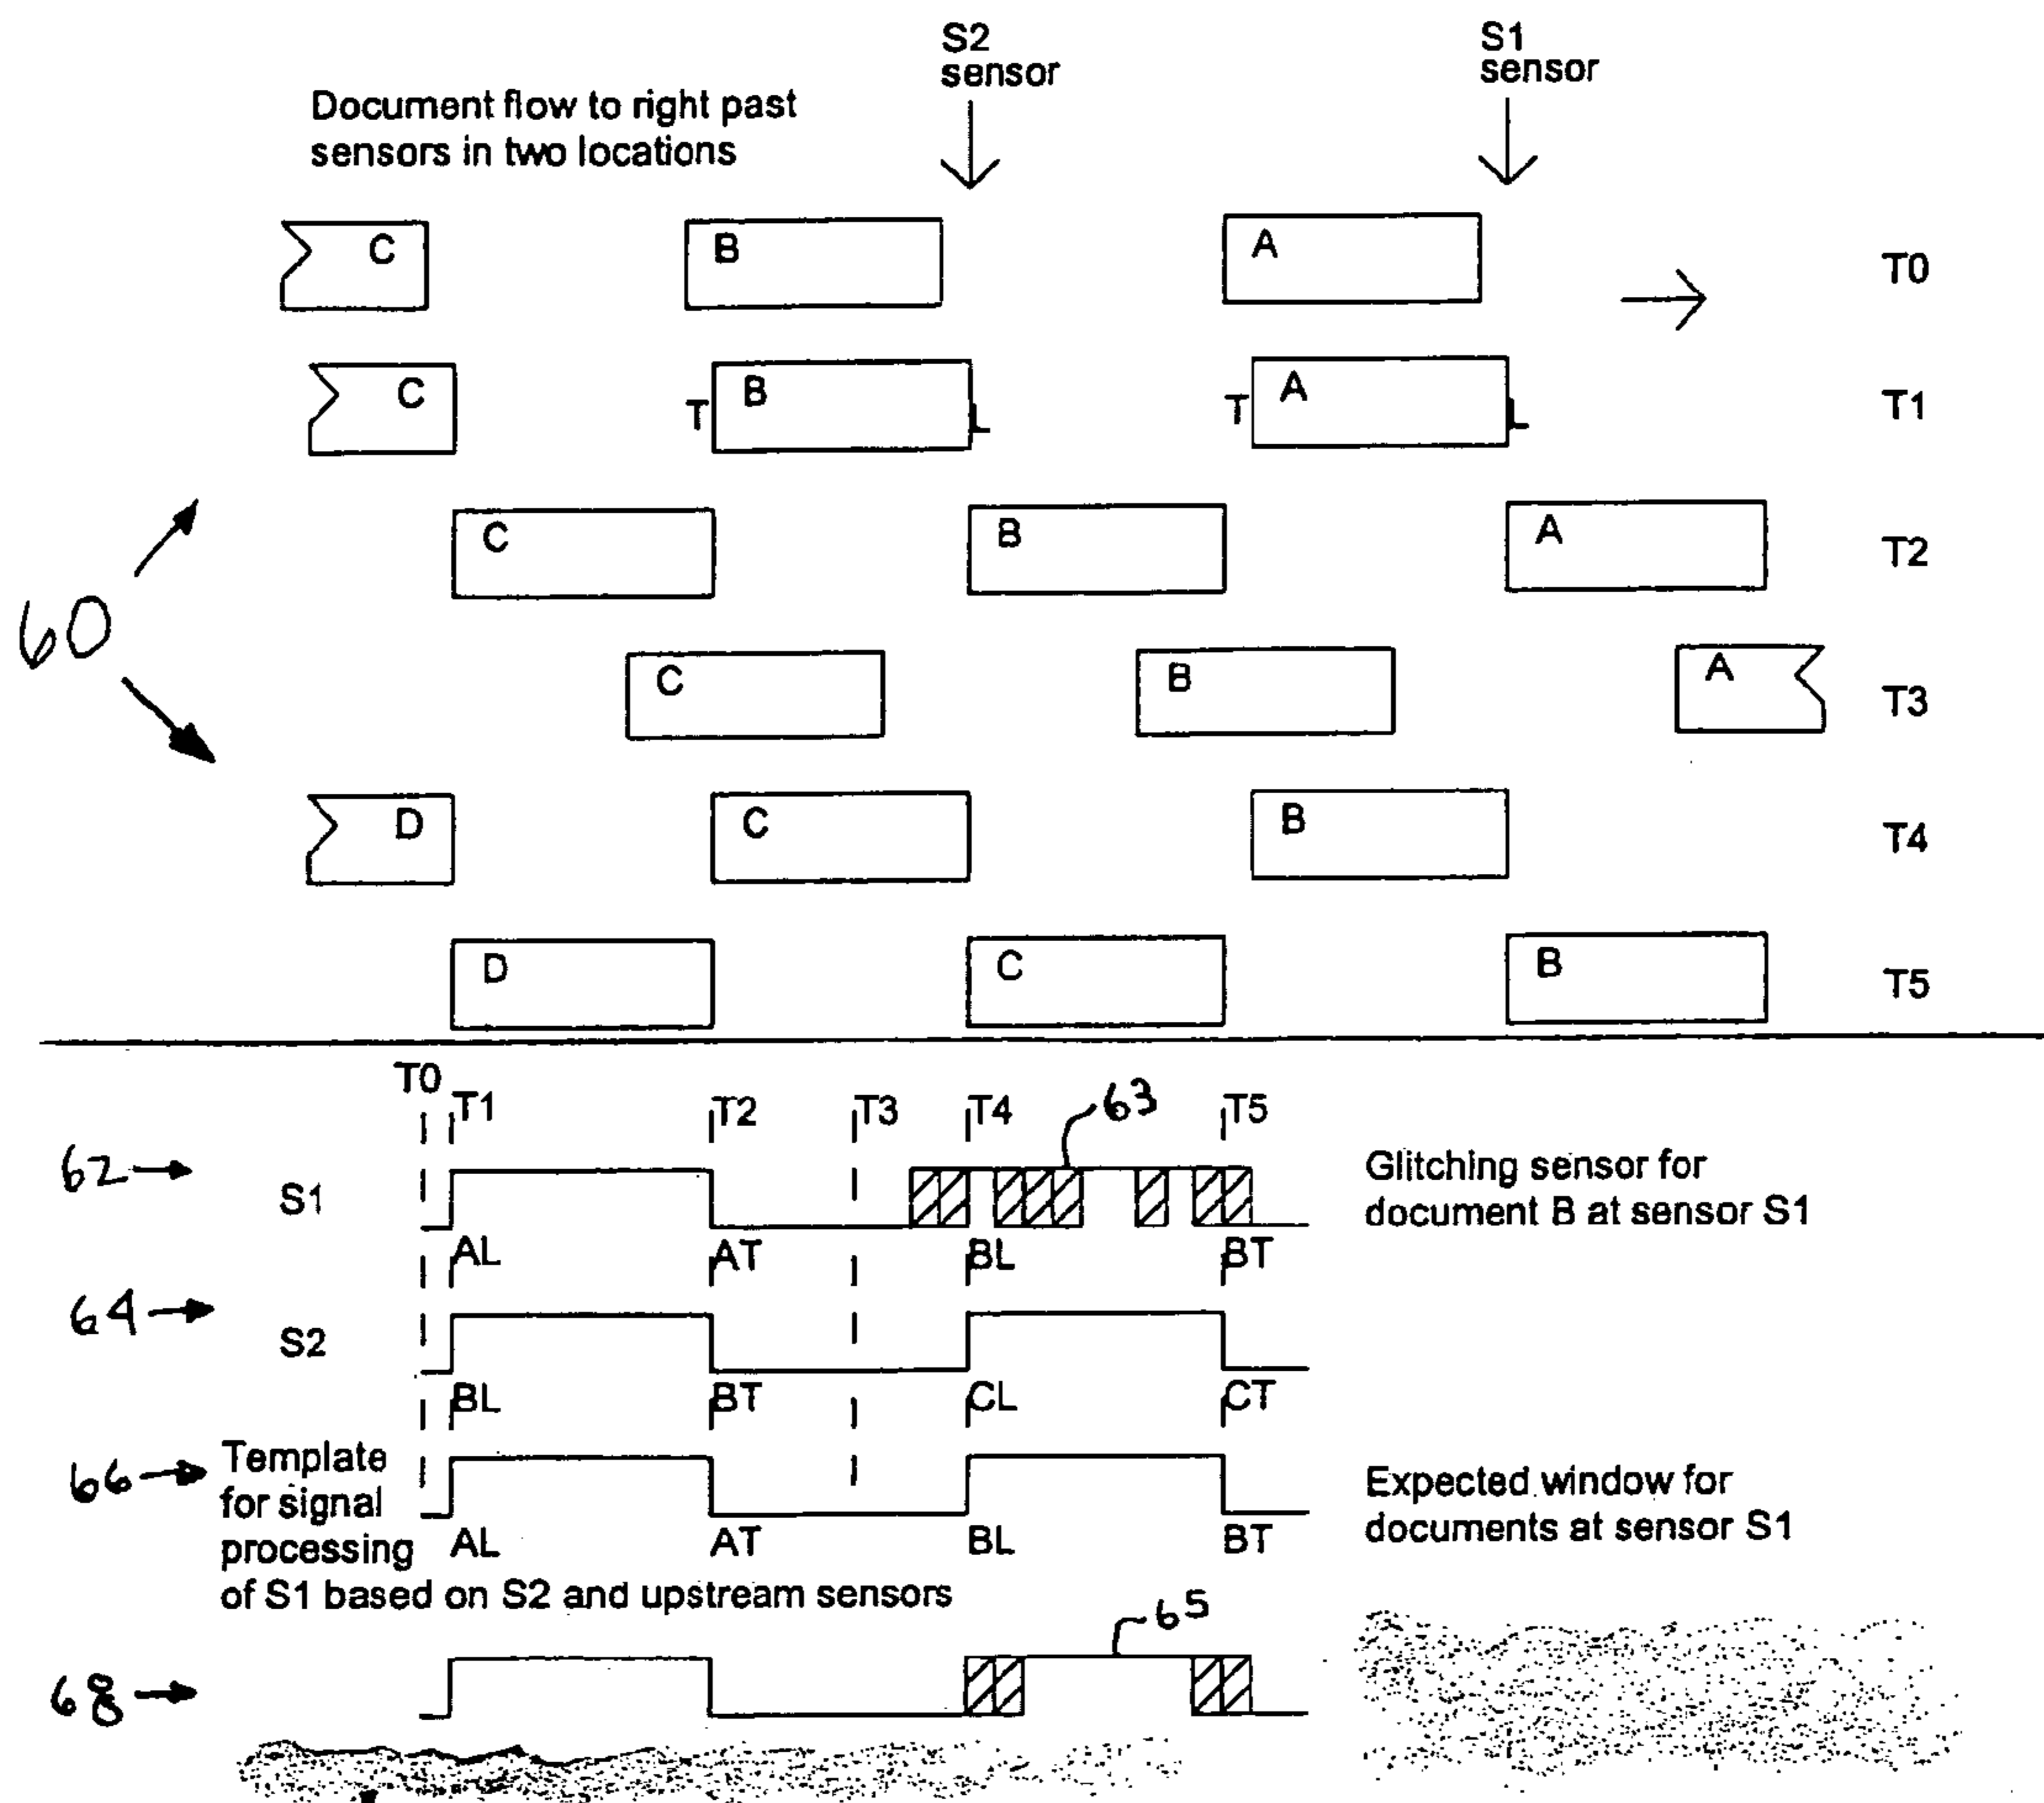 S2
sensor
S1
sensor
Document flow to right past
sensors in two locations
C B A T0
C T B L T A L T1
C B A T2
60
C B A T3
D C B T4
D C B T5
T0
T1 T2 T3 T4 63 T5
62
S1
Glitching sensor for
document B at sensor S1
AL AT BL BT
64
S2
BL BT CL CT
66
Template
for signal
processing
of S1 based on S2 and upstream sensors
Expected window for
documents at sensor S1
AL AT BL BT
65
68